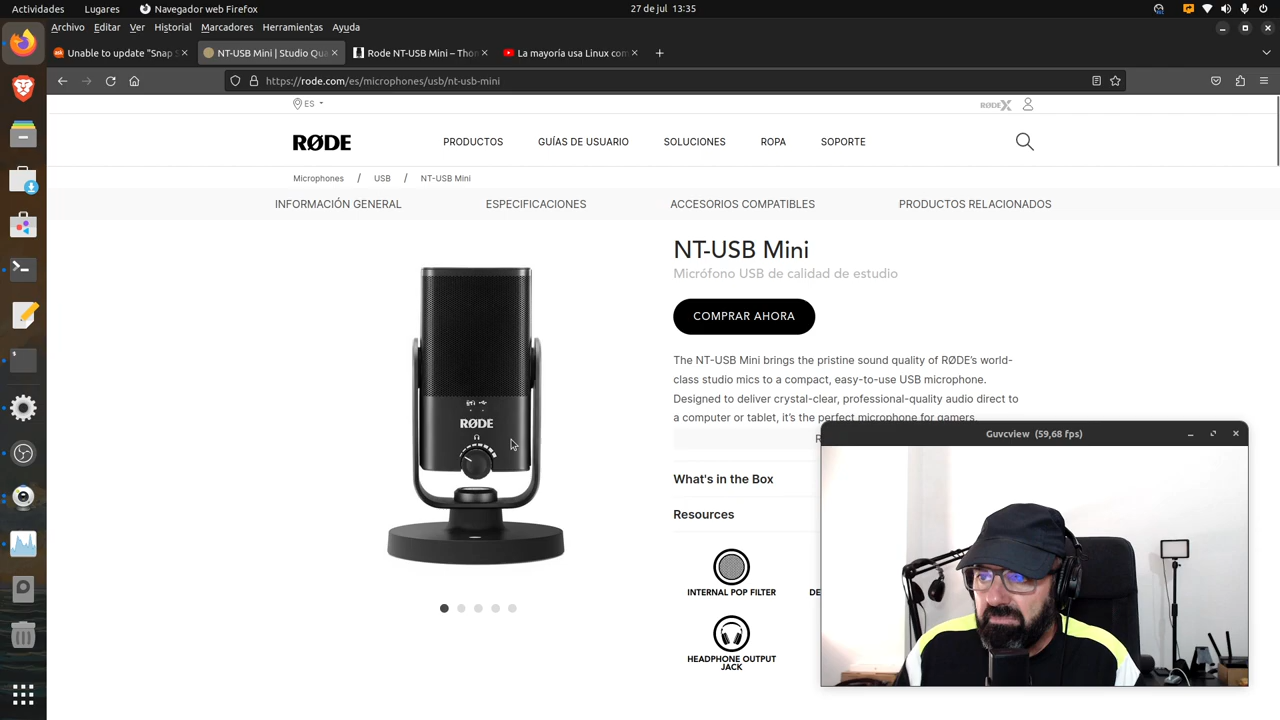 Actividades Lugares Navegador web Firefox 27 de jul 13:35
Archivo Editar Ver Historial Marcadores Herramientas Ayuda
Unable to update "Snap S NT-USB Mini | Studio Qua Rode NT-USB Mini – Tho La mayoría usa Linux com
https://rode.com/es/microphones/usb/nt-usb-mini
ES
RØDEX
RØDE PRODUCTOS GUÍAS DE USUARIO SOLUCIONES ROPA SOPORTE
Microphones / USB / NT-USB Mini
INFORMACIÓN GENERAL ESPECIFICACIONES ACCESORIOS COMPATIBLES PRODUCTOS RELACIONADOS
NT-USB Mini
Micrófono USB de calidad de estudio
COMPRAR AHORA
The NT-USB Mini brings the pristine sound quality of RØDE’s world-
class studio mics to a compact, easy-to-use USB microphone.
Designed to deliver crystal-clear, professional-quality audio direct to
a computer or tablet, it’s the perfect microphone for gamers,
RØDE
What's in the Box
Resources
INTERNAL POP FILTER
DE
HEADPHONE OUTPUT
JACK
Guvcview (59,68 fps)